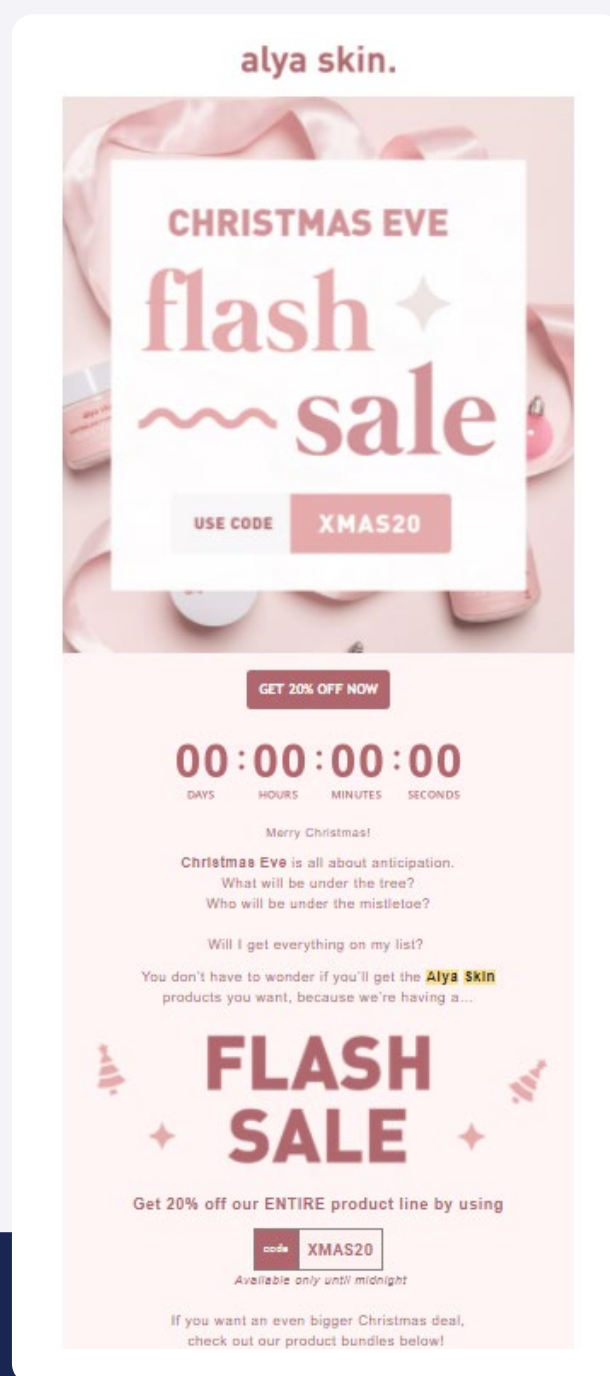 alya skin.
CHRISTMAS EVE
flash
sale
USE CODE XMAS20
GET 20% OFF NOW
00:00:00:00
DAYS HOURS MINUTES SECONDS
Merry Christmas!
Christmas Eve is all about anticipation.
What will be under the tree?
Who will be under the mistletoe?
Will I get everything on my list?
You don't have to wonder if you'll get the Alya Skin
products you want, because we're having a...
FLASH
SALE
Get 20% off our ENTIRE product line by using
code XMAS20
Available only until midnight
If you want an even bigger Christmas deal,
check out our product bundles below!